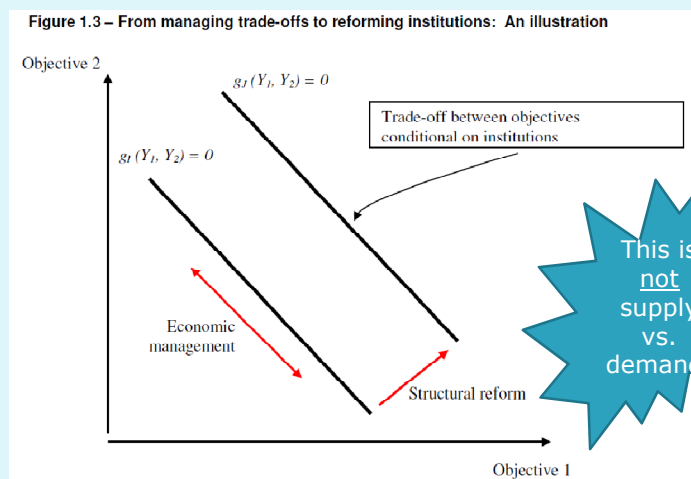 Figure 1.3 – From managing trade-offs to reforming institutions: An illustration
Objective 2
gJ (Y1, Y2) = 0
Trade-off between objectives
conditional on institutions
gI (Y1, Y2) = 0
This is
not
supply
vs.
deman
Economic
management
Structural reform
Objective 1